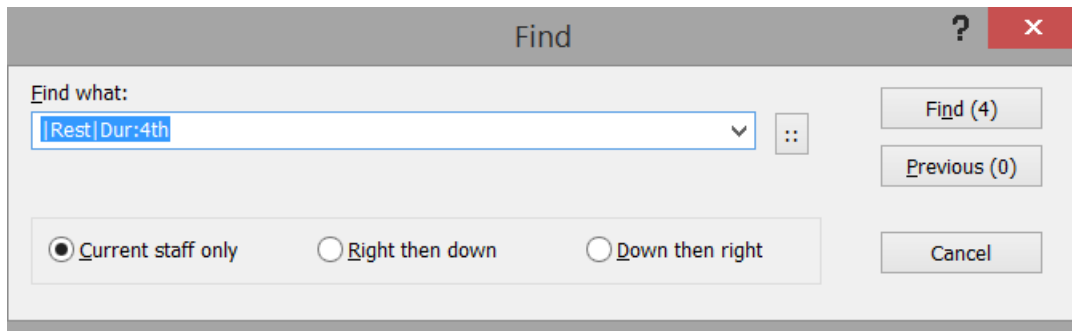 Find
?
Find what:
|Rest|Dur:4th
::
Find (4)
Previous (0)
Current staff only
Right then down
Down then right
Cancel